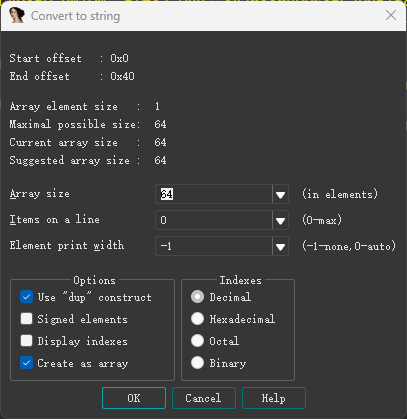 Convert to string
Start offset : 0x0
End offset : 0x40
Array element size : 1
Maximal possible size: 64
Current array size : 64
Suggested array size : 64
Array size 64 (in elements)
Items on a line 0 (0-max)
Element print width -1 (-1-none,0-auto)
Options Indexes
Use "dup" construct Decimal
Signed elements Hexadecimal
Display indexes Octal
Create as array Binary
OK Cancel Help